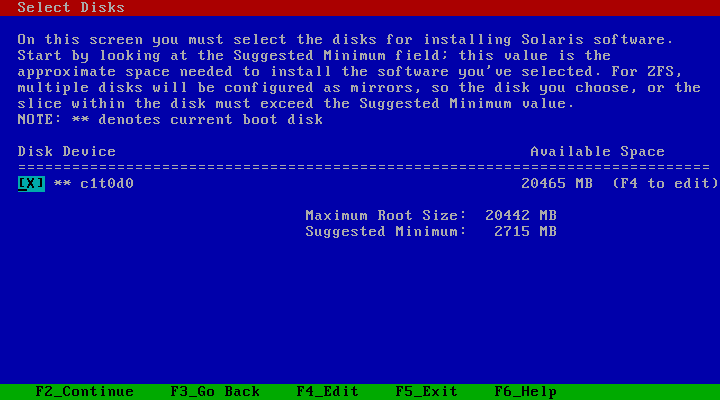 Select Disks
On this screen you must select the disks for installing Solaris software.
Start by looking at the Suggested Minimum field; this value is the
approximate space needed to install the software you've selected. For ZFS,
multiple disks will be configured as mirrors, so the disk you choose, or the
slice within the disk must exceed the Suggested Minimum value.
NOTE: ** denotes current boot disk
Disk Device Available Space
=============================================================================
[X] ** c1t0d0 20465 MB (F4 to edit)
Maximum Root Size: 20442 MB
Suggested Minimum: 2715 MB
F2_Continue F3_Go Back F4_Edit F5_Exit F6_Help